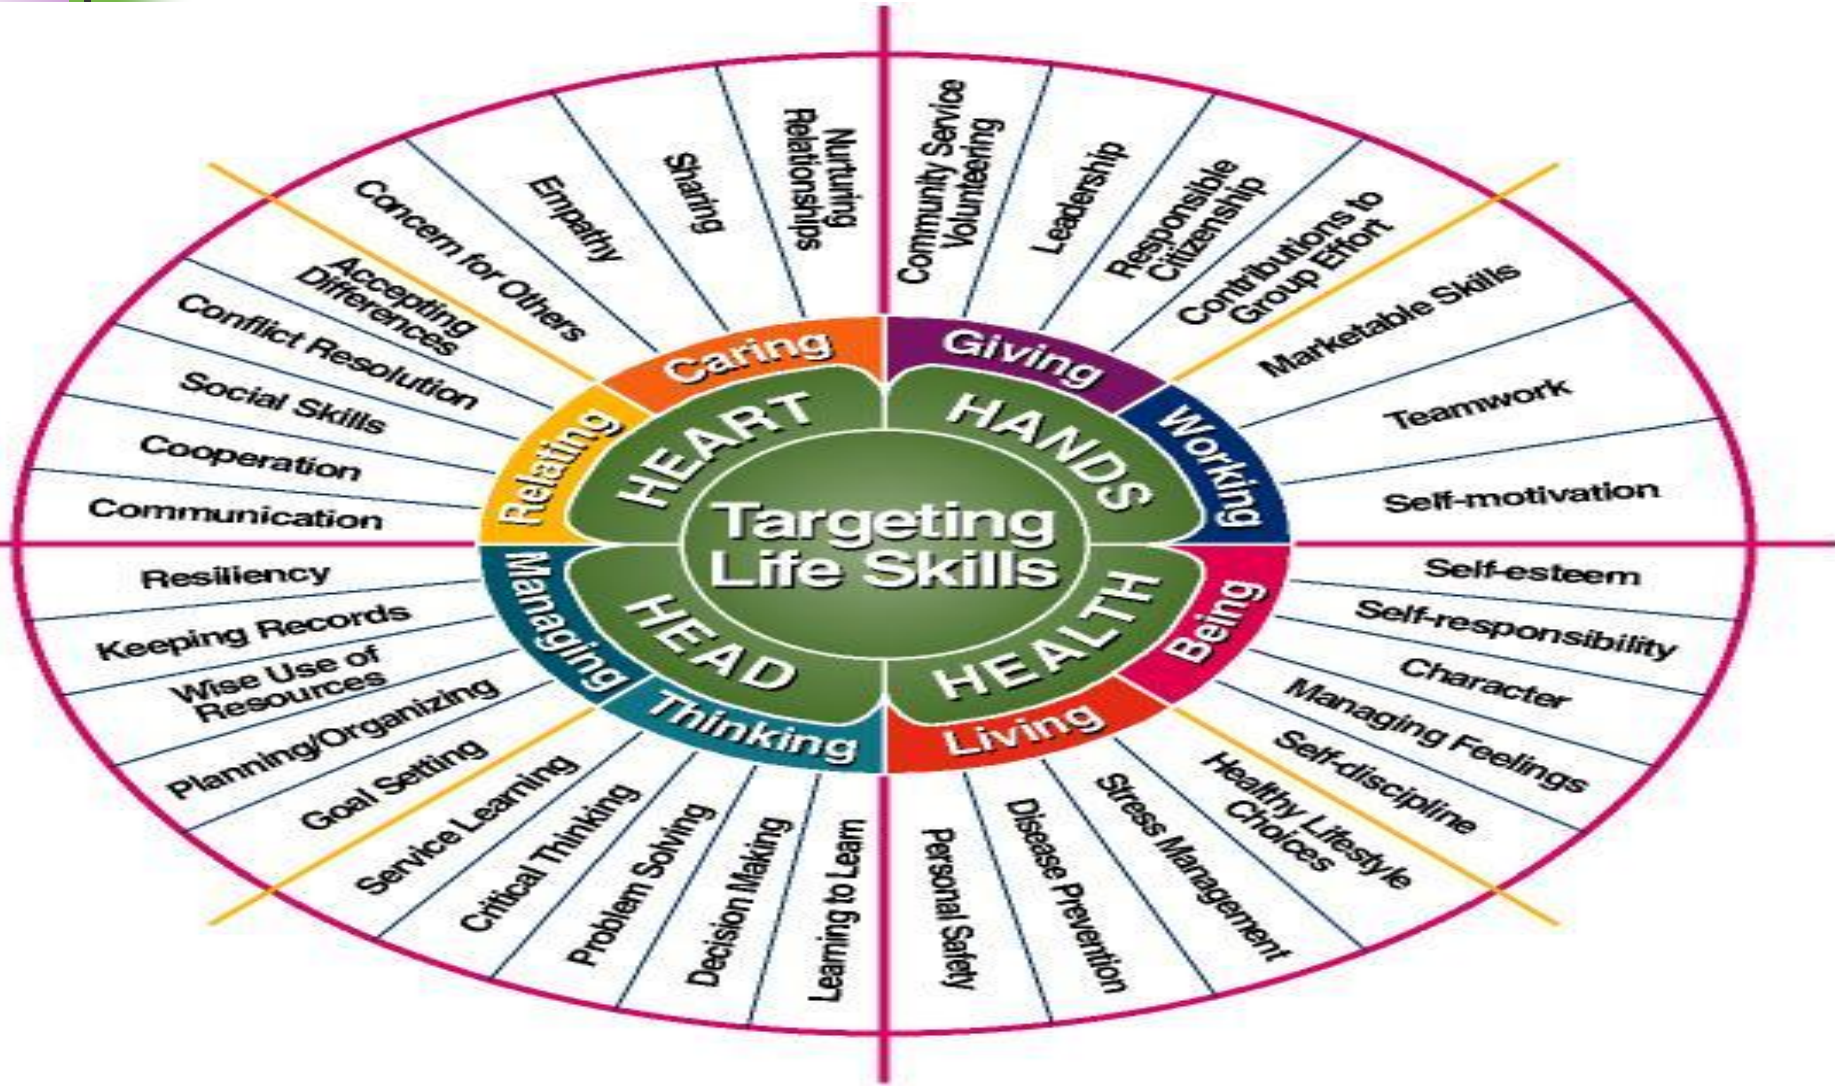 Targeting
Life Skills
HEART
HANDS
HEALTH
HEAD
Caring
Giving
Working
Being
Living
Thinking
Managing
Relating
Nurturing
Relationships
Sharing
Empathy
Concern for Others
Community Service
Volunteering
Leadership
Responsible
Citizenship
Contributions to
Group Effort
Marketable Skills
Teamwork
Self-motivation
Self-esteem
Self-responsibility
Character
Managing Feelings
Self-discipline
Healthy Lifestyle
Choices
Stress Management
Disease Prevention
Personal Safety
Learning to Learn
Decision Making
Problem Solving
Critical Thinking
Service Learning
Goal Setting
Planning/Organizing
Wise Use of
Resources
Keeping Records
Resiliency
Communication
Cooperation
Social Skills
Conflict Resolution
Accepting
Differences